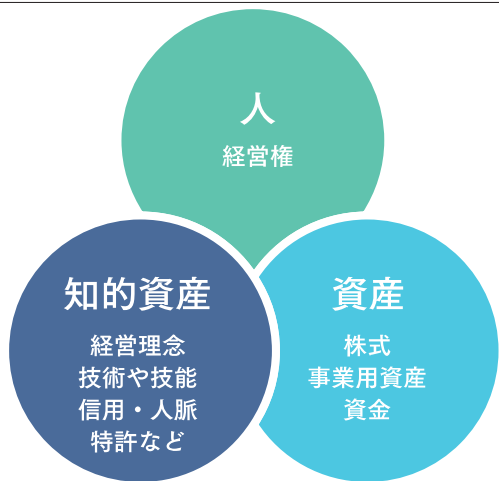 人
経営権
知的資産
経営理念
技術や技能
信用・人脈
特許など
資産
株式
事業用資産
資金